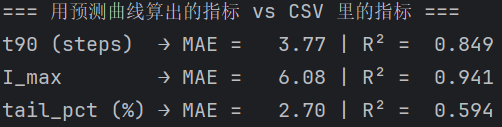 === 用预测曲线算出的指标 vs CSV 里的指标 ===
t90 (steps)  → MAE =   3.77 | R² =  0.849
I_max        → MAE =   6.08 | R² =  0.941
tail_pct (%) → MAE =   2.70 | R² =  0.594